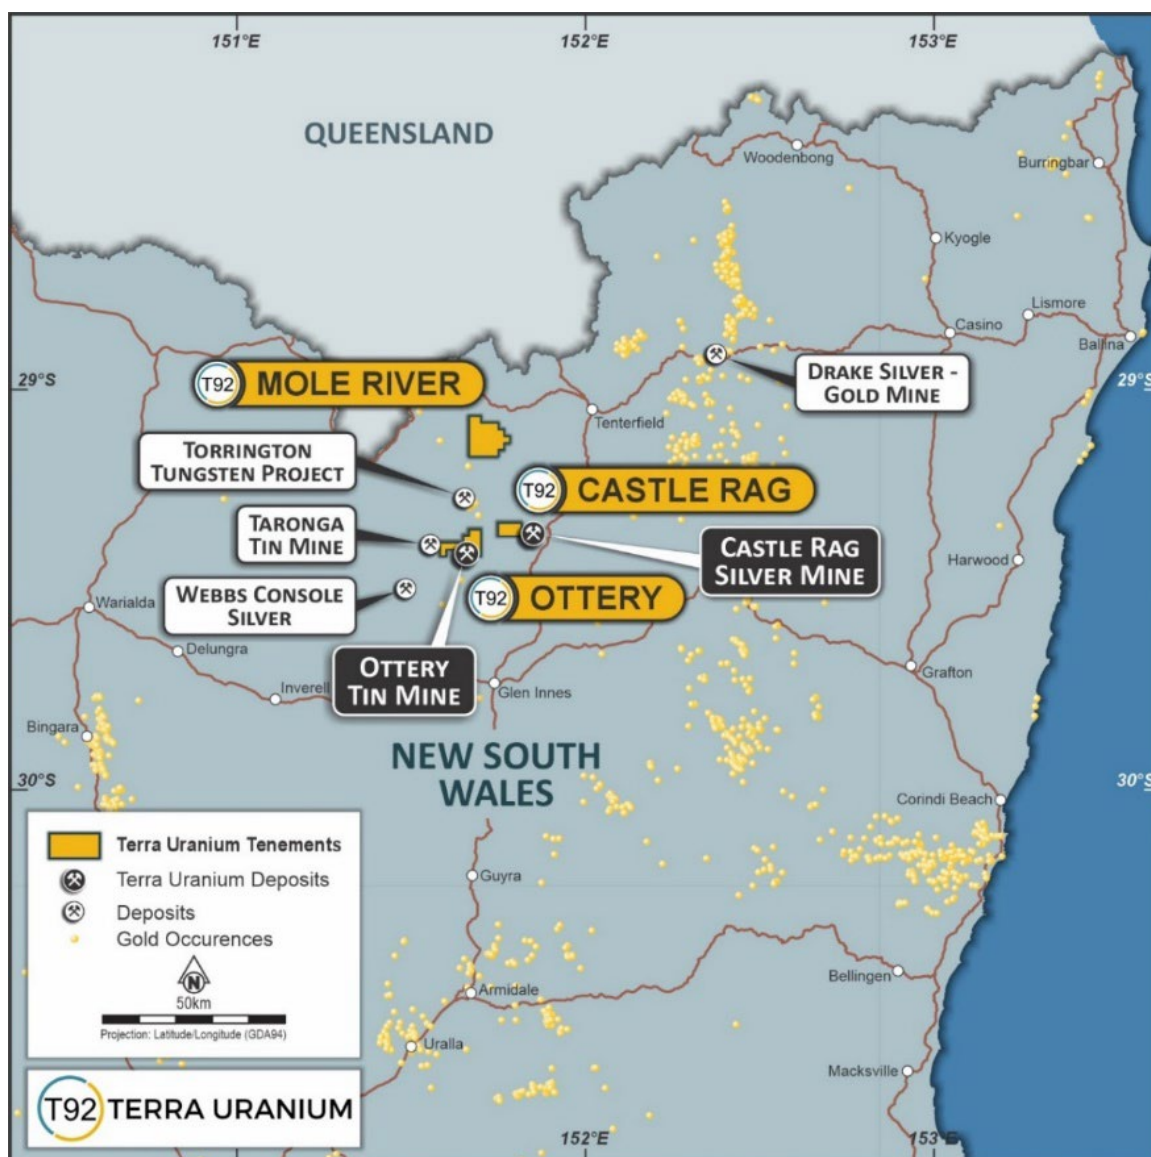 151°E
152°E
153°E
QUEENSLAND
Woodenbong
Burringbar
Kyogle
Lismore
Casino
Ballina
29°S
29°S
T92 MOLE RIVER
DRAKE SILVER -
GOLD MINE
Tenterfield
TORRINGTON
TUNGSTEN PROJECT
T92 CASTLE RAG
TARONGA
TIN MINE
CASTLE RAG
SILVER MINE
Harwood
WEBBS CONSOLE
SILVER
T92 OTTERY
Warialda
Delungra
OTTERY
TIN MINE
Inverell
Glen Innes
Grafton
Bingara
NEW SOUTH
WALES
30°S
30°S
Corindi Beach
Terra Uranium Tenements
Terra Uranium Deposits
Deposits
Gold Occurences
N
50km
Projection: Latitude/Longitude (GDA94)
Guyra
Bellingen
Armidale
Uralla
Macksville
T92 TERRA URANIUM
152°E
153°E